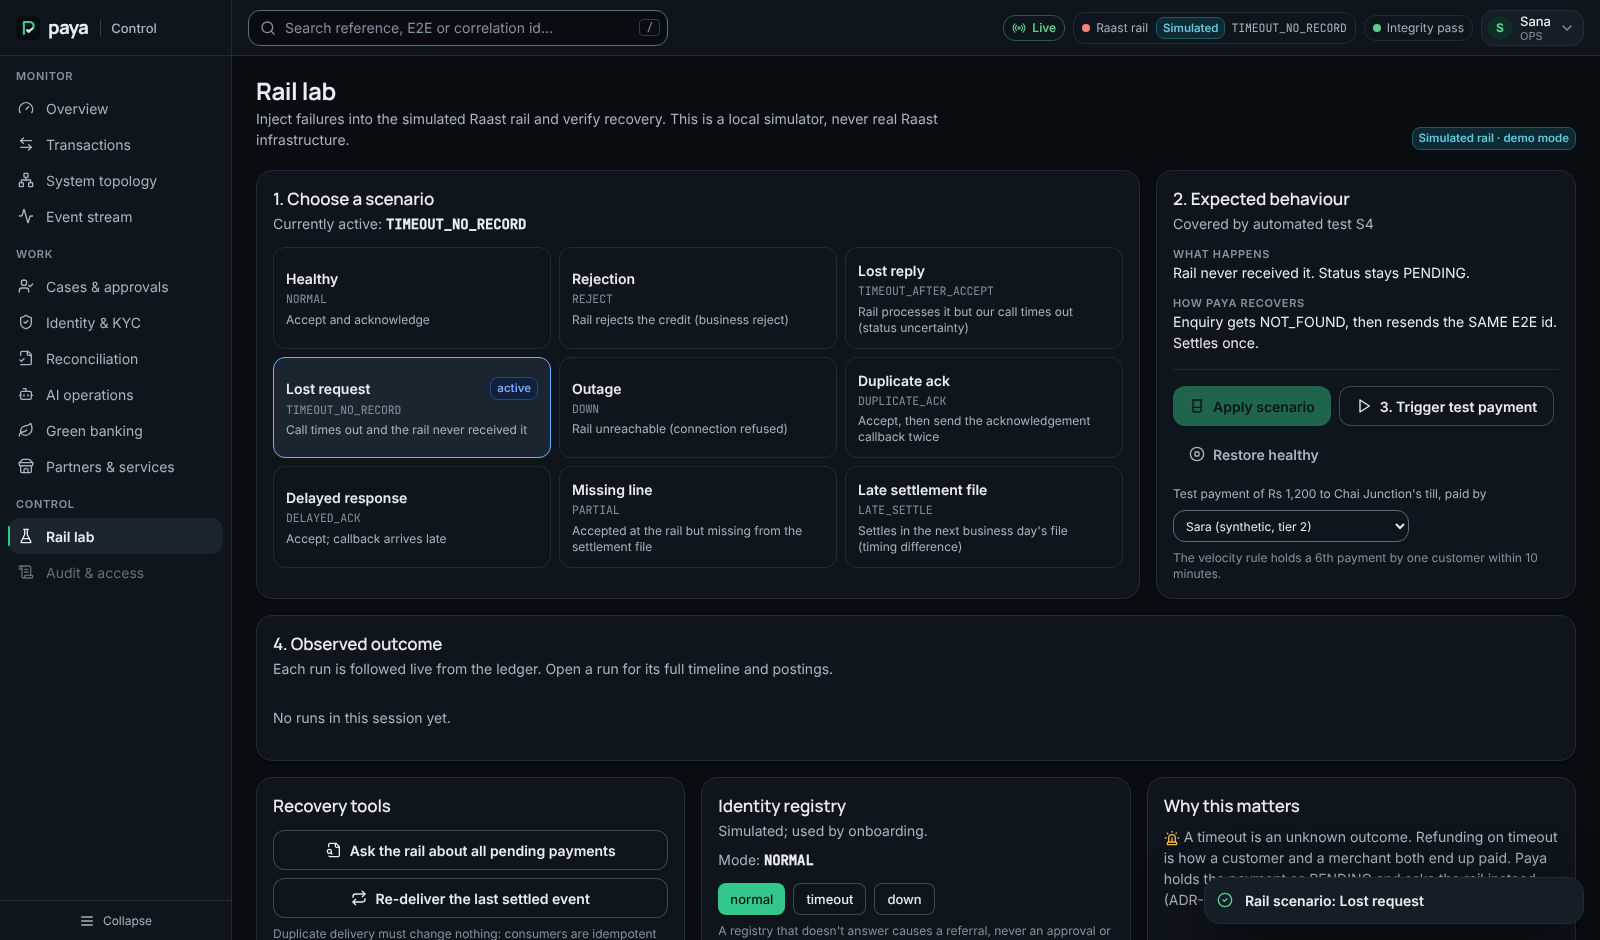 paya Control
Search reference, E2E or correlation id... /
Live
Raast rail Simulated TIMEOUT_NO_RECORD
Integrity pass
S Sana
OPS
MONITOR
Overview
Transactions
System topology
Event stream
WORK
Cases & approvals
Identity & KYC
Reconciliation
AI operations
Green banking
Partners & services
CONTROL
Rail lab
Audit & access
Collapse
Rail lab
Inject failures into the simulated Raast rail and verify recovery. This is a local simulator, never real Raast
infrastructure.
Simulated rail · demo mode
1. Choose a scenario
Currently active: TIMEOUT_NO_RECORD
Healthy
NORMAL
Accept and acknowledge
Rejection
REJECT
Rail rejects the credit (business reject)
Lost reply
TIMEOUT_AFTER_ACCEPT
Rail processes it but our call times out
(status uncertainty)
Lost request active
TIMEOUT_NO_RECORD
Call times out and the rail never received it
Outage
DOWN
Rail unreachable (connection refused)
Duplicate ack
DUPLICATE_ACK
Accept, then send the acknowledgement
callback twice
Delayed response
DELAYED_ACK
Accept; callback arrives late
Missing line
PARTIAL
Accepted at the rail but missing from the
settlement file
Late settlement file
LATE_SETTLE
Settles in the next business day's file
(timing difference)
2. Expected behaviour
Covered by automated test S4
WHAT HAPPENS
Rail never received it. Status stays PENDING.
HOW PAYA RECOVERS
Enquiry gets NOT_FOUND, then resends the SAME E2E id.
Settles once.
Apply scenario
3. Trigger test payment
Restore healthy
Test payment of Rs 1,200 to Chai Junction's till, paid by
Sara (synthetic, tier 2)
The velocity rule holds a 6th payment by one customer within 10
minutes.
4. Observed outcome
Each run is followed live from the ledger. Open a run for its full timeline and postings.
No runs in this session yet.
Recovery tools
Ask the rail about all pending payments
Re-deliver the last settled event
Duplicate delivery must change nothing: consumers are idempotent
Identity registry
Simulated; used by onboarding.
Mode: NORMAL
normal timeout down
A registry that doesn't answer causes a referral, never an approval or
Why this matters
A timeout is an unknown outcome. Refunding on timeout
is how a customer and a merchant both end up paid. Paya
holds the payment as PENDING and asks the rail instead
(ADR-
Rail scenario: Lost request